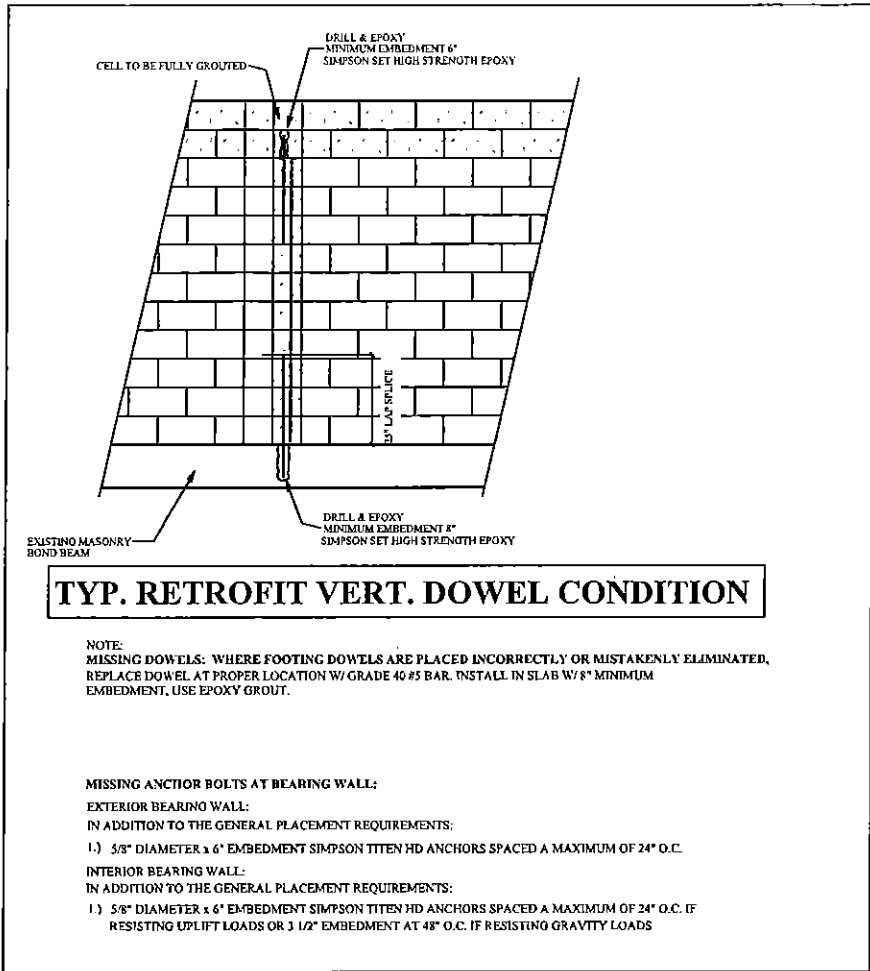 DRILL & EPOXY
MINIMUM EMBEDMENT 6"
SIMPSON SET HIGH STRENGTH EPOXY
CELL TO BE FULLY GROUTED
25" LAP SPLICE
DRILL & EPOXY
MINIMUM EMBEDMENT 8"
SIMPSON SET HIGH STRENGTH EPOXY
EXISTING MASONRY
BOND BEAM
TYP. RETROFIT VERT. DOWEL CONDITION
NOTE:
MISSING DOWELS: WHERE FOOTING DOWELS ARE PLACED INCORRECTLY OR MISTAKENLY ELIMINATED,
REPLACE DOWEL AT PROPER LOCATION W/ GRADE 40 #5 BAR. INSTALL IN SLAB W/ 8" MINIMUM
EMBEDMENT, USE EPOXY GROUT.
MISSING ANCHOR BOLTS AT BEARING WALL:
EXTERIOR BEARING WALL:
IN ADDITION TO THE GENERAL PLACEMENT REQUIREMENTS:
1.) 5/8" DIAMETER x 6" EMBEDMENT SIMPSON TITEN HD ANCHORS SPACED A MAXIMUM OF 24" O.C.
INTERIOR BEARING WALL:
IN ADDITION TO THE GENERAL PLACEMENT REQUIREMENTS:
1.) 5/8" DIAMETER x 6" EMBEDMENT SIMPSON TITEN HD ANCHORS SPACED A MAXIMUM OF 24" O.C. IF
RESISTING UPLIFT LOADS OR 3 1/2" EMBEDMENT AT 48" O.C. IF RESISTING GRAVITY LOADS